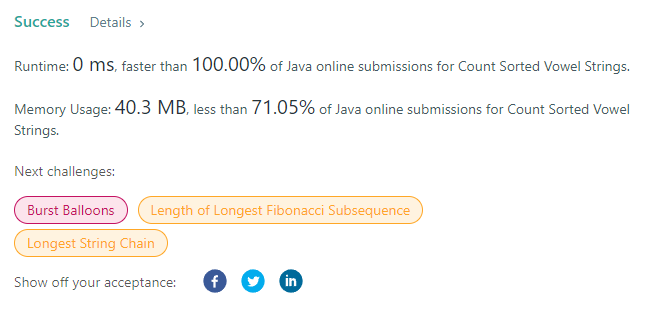 Success Details ›
Runtime: 0 ms, faster than 100.00% of Java online submissions for Count Sorted Vowel Strings.
Memory Usage: 40.3 MB, less than 71.05% of Java online submissions for Count Sorted Vowel
Strings.
Next challenges:
Burst Balloons Length of Longest Fibonacci Subsequence
Longest String Chain
Show off your acceptance: f in